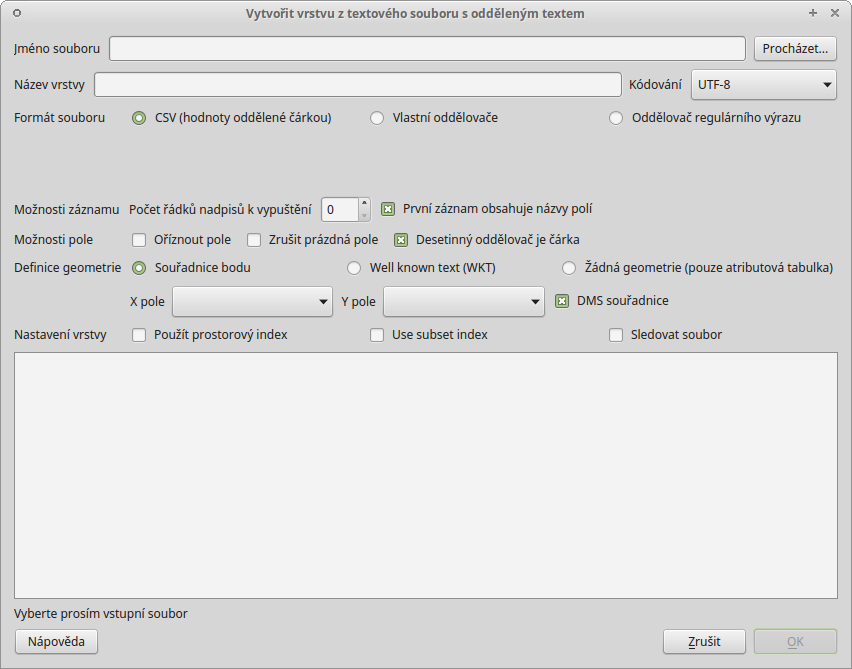 Vytvořit vrstvu z textového souboru s odděleným textem
Jméno souboru Procházet...
Název vrstvy Kódování UTF-8
Formát souboru CSV (hodnoty oddělené čárkou) Vlastní oddělovače Oddělovač regulárního výrazu
Možnosti záznamu Počet řádků nadpisů k vypuštění 0 První záznam obsahuje názvy polí
Možnosti pole Oříznout pole Zrušit prázdná pole Desetinný oddělovač je čárka
Definice geometrie Souřadnice bodu Well known text (WKT) Žádná geometrie (pouze atributová tabulka)
X pole Y pole DMS souřadnice
Nastavení vrstvy Použít prostorový index Use subset index Sledovat soubor
Vyberte prosím vstupní soubor
Nápověda Zrušit OK